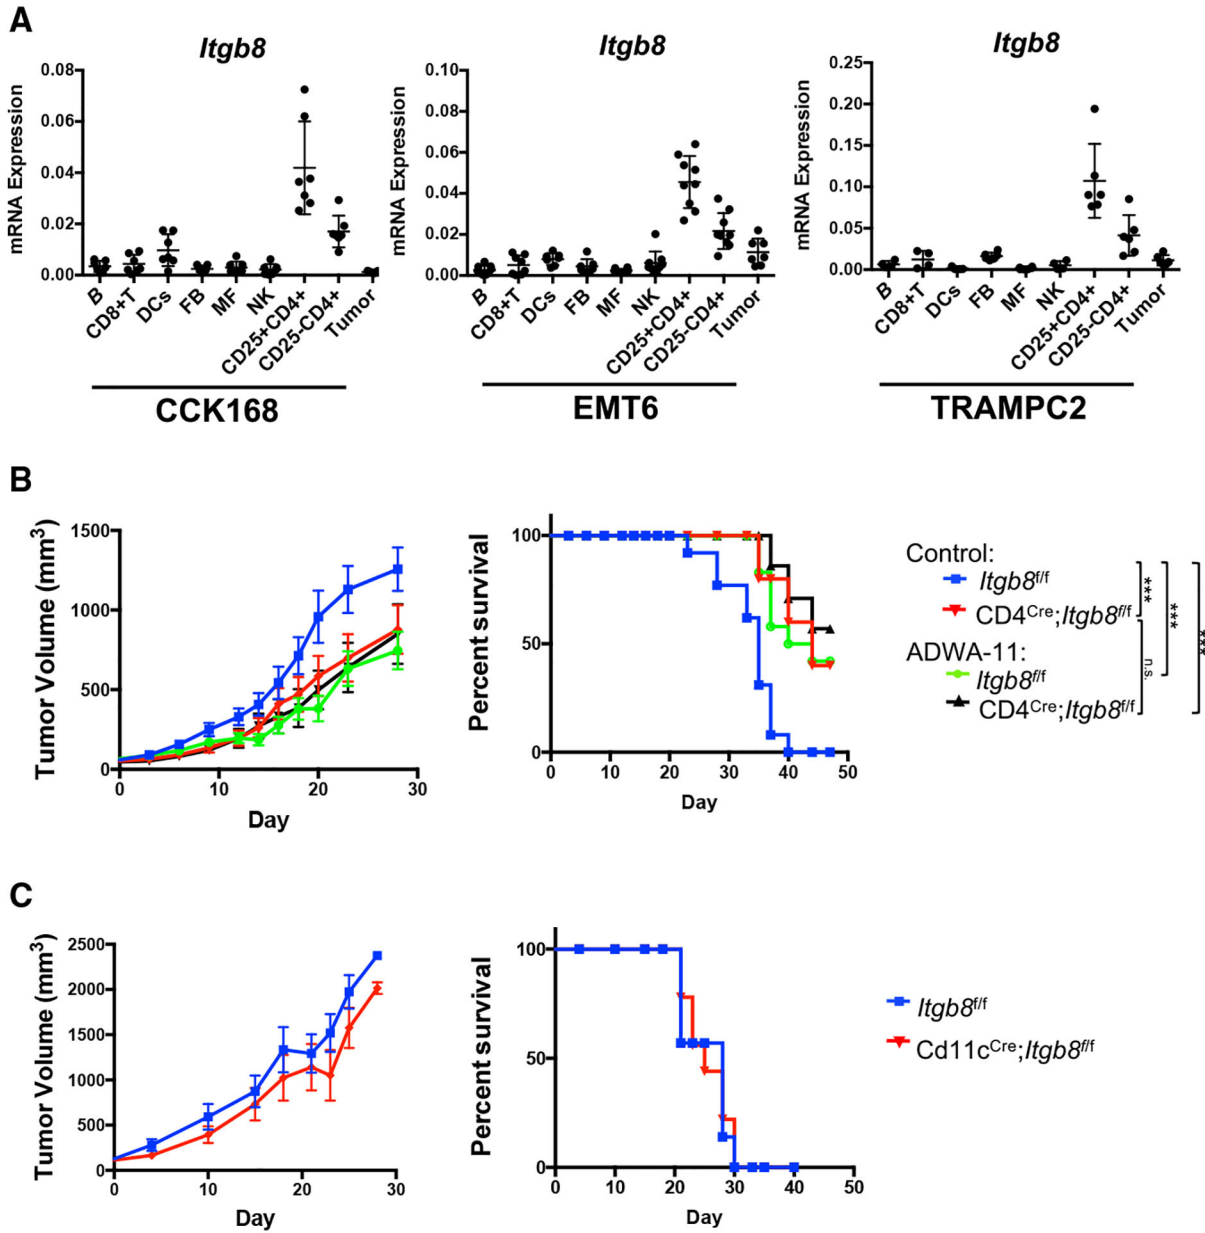 A
Itgb8
Itgb8
Itgb8
mRNA Expression
0.08
0.06
0.04
0.02
0.00
B
CD8+T
DCs
FB
MF
NK
CD25+CD4+
CD25-CD4+
Tumor
CCK168
mRNA Expression
0.10
0.08
0.06
0.04
0.02
0.00
B
CD8+T
DCs
FB
MF
NK
CD25+CD4+
CD25-CD4+
Tumor
EMT6
mRNA Expression
0.25
0.20
0.15
0.10
0.05
0.00
B
CD8+T
DCs
FB
MF
NK
CD25+CD4+
CD25-CD4+
Tumor
TRAMPC2
B
Tumor Volume (mm³)
1500
1000
500
0
0 10 20 30
Day
Percent survival
100
50
0
0 10 20 30 40 50
Day
Control:
Itgb8f/f
CD4Cre;Itgb8f/f
ADWA-11:
Itgb8f/f
CD4Cre;Itgb8f/f
***
***
***
n.s.
C
Tumor Volume (mm³)
2500
2000
1500
1000
500
0
0 10 20 30
Day
Percent survival
100
50
0
0 10 20 30 40 50
Day
Itgb8f/f
Cd11cCre;Itgb8f/f